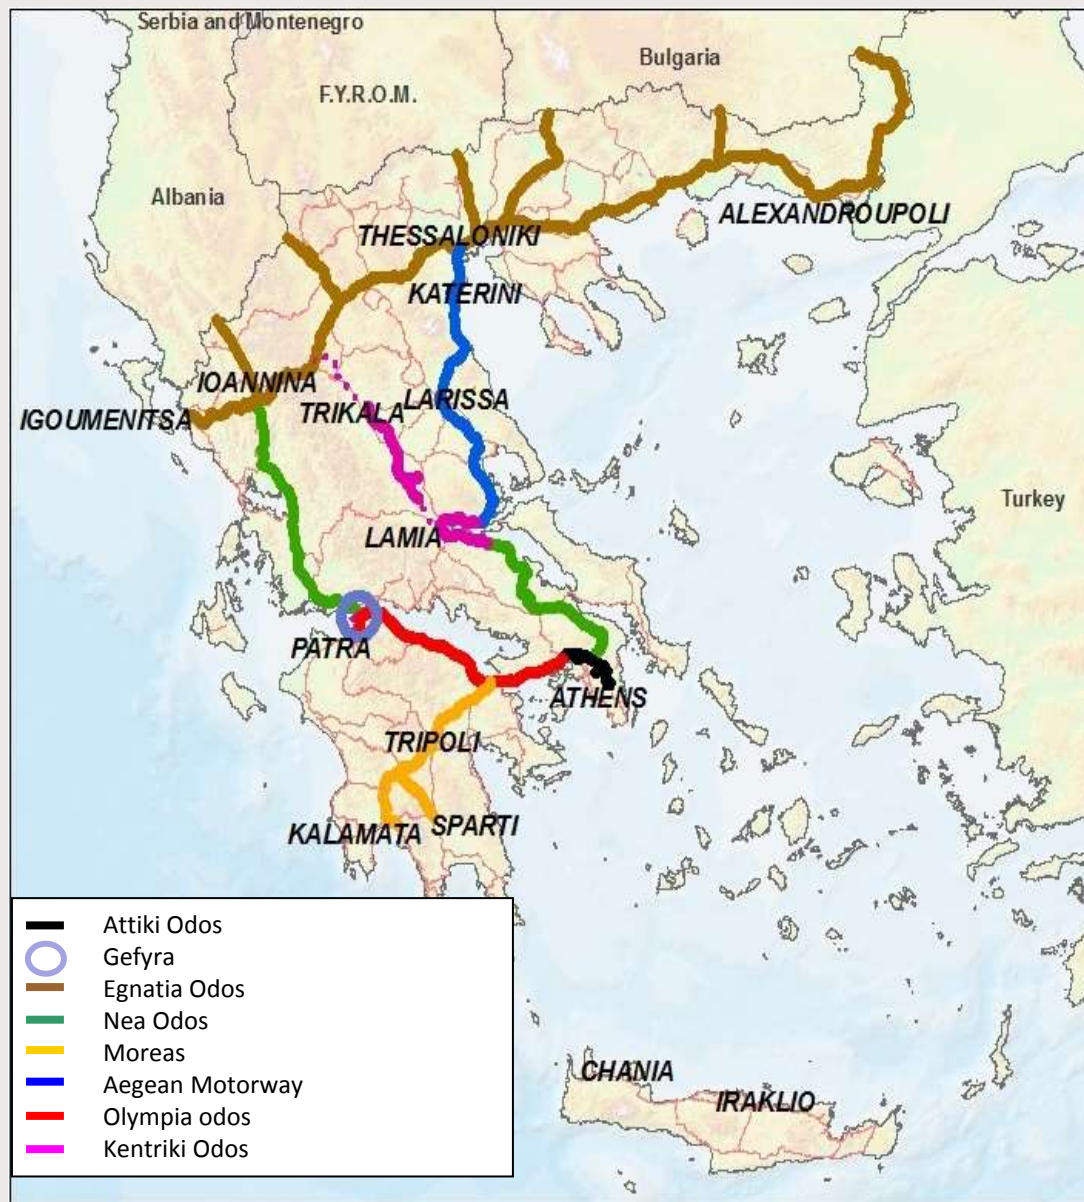 Serbia and Montenegro
Bulgaria
F.Y.R.O.M.
Albania
ALEXANDROUPOLI
THESSALONIKI
KATERINI
IOANNINA
LARISSA
TRIKALA
IGOUMENITSA
Turkey
LAMIA
PATRA
ATHENS
TRIPOLI
SPARTI
KALAMATA
Attiki Odos
Gefyra
Egnatia Odos
Nea Odos
Moreas
Aegean Motorway
Olympia odos
Kentriki Odos
CHANIA
IRAKLIO